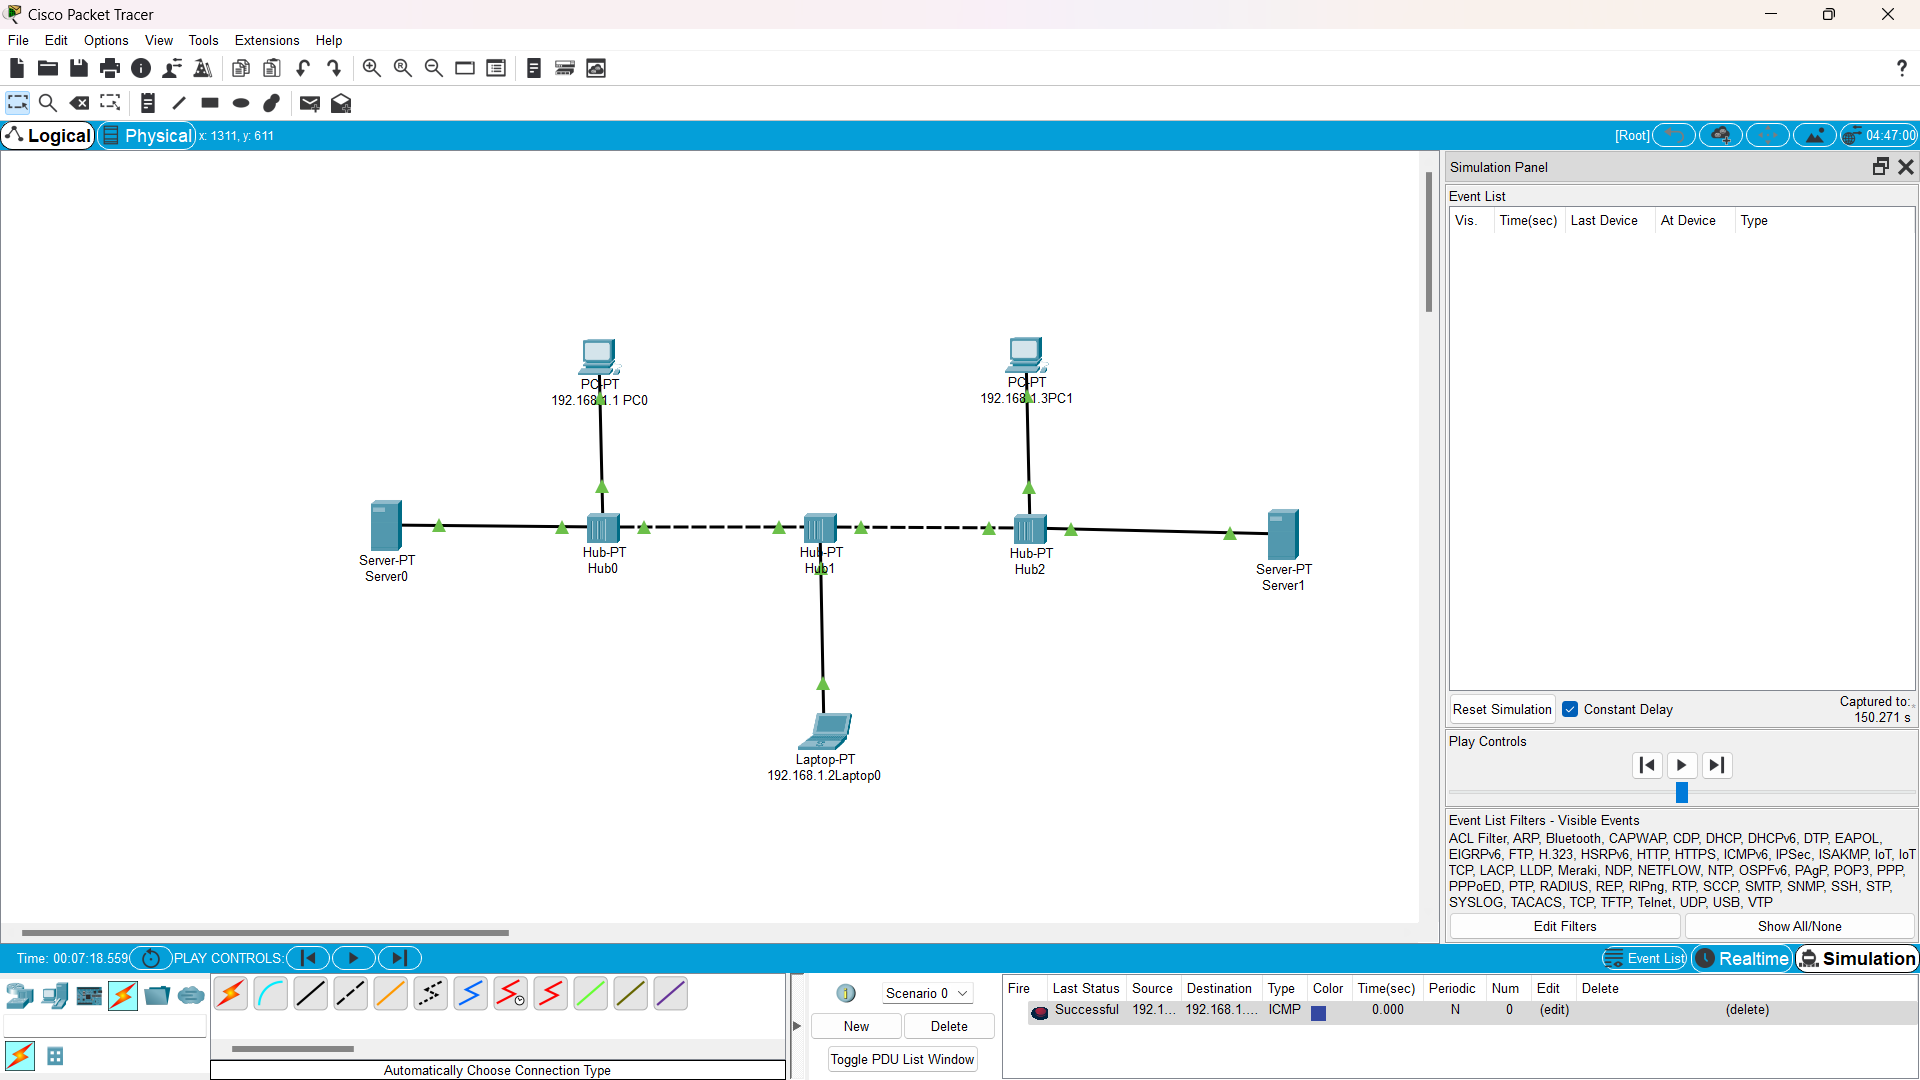 Cisco Packet Tracer
File Edit Options View Tools Extensions Help
Logical Physical x: 1311, y: 611 [Root] 04:47:00
PC-PT
192.168.1.1 PC0
PC-PT
192.168.1.3PC1
Server-PT
Server0
Hub-PT
Hub0
Hub-PT
Hub1
Hub-PT
Hub2
Server-PT
Server1
Laptop-PT
192.168.1.2Laptop0
Simulation Panel
Event List
Vis. Time(sec) Last Device At Device Type
Reset Simulation Constant Delay Captured to:
150.271 s
Play Controls
Event List Filters - Visible Events
ACL Filter, ARP, Bluetooth, CAPWAP, CDP, DHCP, DHCPv6, DTP, EAPOL,
EIGRPv6, FTP, H.323, HSRPv6, HTTP, HTTPS, ICMPv6, IPSec, ISAKMP, IoT, IoT
TCP, LACP, LLDP, Meraki, NDP, NETFLOW, NTP, OSPFv6, PAgP, POP3, PPP,
PPPoED, PTP, RADIUS, REP, RIPng, RTP, SCCP, SMTP, SNMP, SSH, STP,
SYSLOG, TACACS, TCP, TFTP, Telnet, UDP, USB, VTP
Edit Filters Show All/None
Time: 00:07:18.559 PLAY CONTROLS: Event List Realtime Simulation
Scenario 0
New Delete
Toggle PDU List Window
Fire Last Status Source Destination Type Color Time(sec) Periodic Num Edit Delete
Successful 192.1... 192.168.1.... ICMP 0.000 N 0 (edit) (delete)
Automatically Choose Connection Type